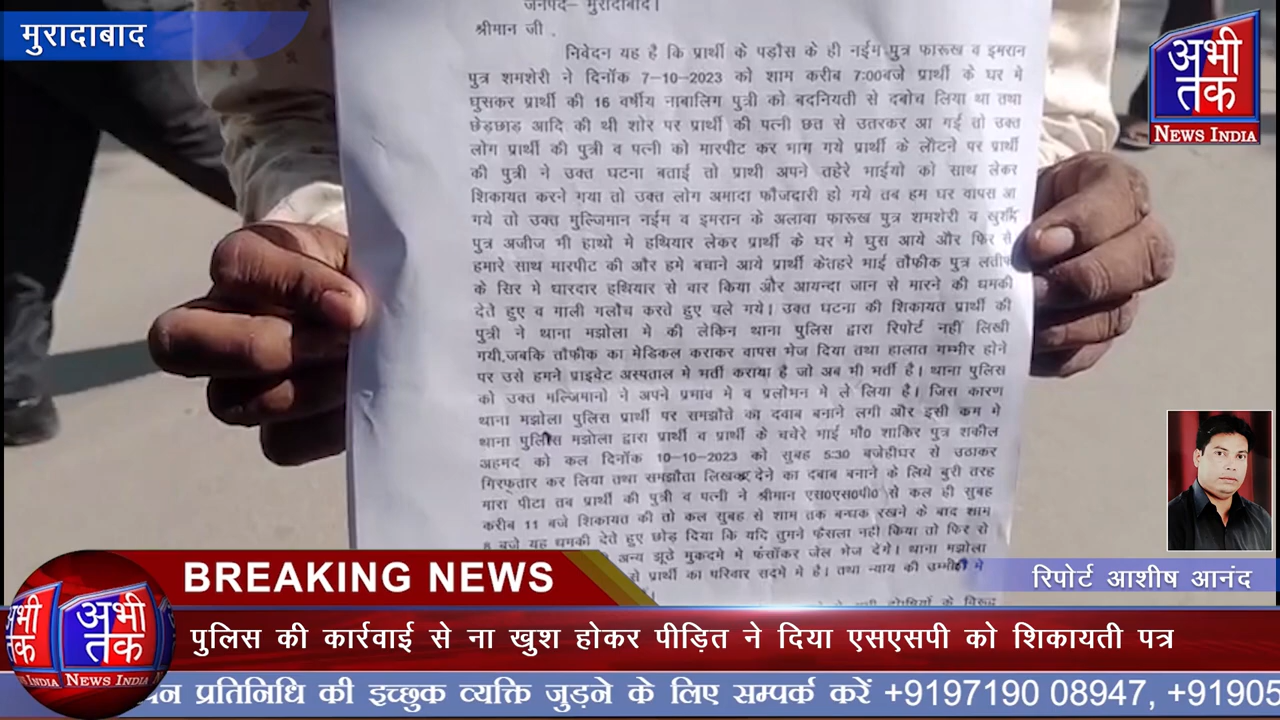 मुरादाबाद
जनपद– मुरादाबाद।
श्रीमान जी
निवेदन यह है कि प्रार्थी के पड़ौस के ही नईम पुत्र फारूख व इमरान
पुत्र शमशेरी ने दिनॉक 7-10-2023 को शाम करीब 7:00बजे प्रार्थी के घर मे
घुसकर प्रार्थी की 16 वर्षीय नाबालिग पुत्री को बदनियती से दबोच लिया था तथा
छेड़छाड़ आदि की थी शोर पर प्रार्थी की पत्नी छत से उतरकर आ गई तो उक्त
लोग प्रार्थी की पुत्री व पत्नी को मारपीट कर भाग गये प्रार्थी के लौटने पर प्रार्थी
की पुत्री ने उक्त घटना बताई तो प्राथी अपने तहेरे भाईयो को साथ लेकर
शिकायत करने गया तो उक्त लोग अमादा फौजदारी हो गये तब हम घर वापस आ
गये तो उक्त मुल्जिमान नईम व इमरान के अलावा फारूख पुत्र शमशेरी व खुर्शीद
पुत्र अजीज भी हाथो मे हथियार लेकर प्रार्थी के घर मे घुस आये और फिर से
हमारे साथ मारपीट की और हमे बचाने आये प्रार्थी केतहरे भाई तौफीक पुत्र लतीफ
के सिर मे धारदार हथियार से वार किया और आयन्दा जान से मारने की धमकी
देते हुए व गाली गलौच करते हुए चले गये। उक्त घटना की शिकायत प्रार्थी की
पुत्री ने थाना मझोला मे की लेकिन थाना पुलिस द्वारा रिपोर्ट नहीं लिखी
गयी,जबकि तौफीक का मेडिकल कराकर वापस भेज दिया तथा हालात गम्भीर होने
पर उसे हमने प्राइवेट अस्पताल मे भर्ती कराया है जो अब भी भर्ती है। थाना पुलिस
को उक्त मल्जिमानो ने अपने प्रभाव मे व प्रलोभन मे ले लिया है। जिस कारण
थाना मझोला पुलिस प्रार्थी पर समझौते का दवाब बनाने लगी और इसी कम मे
थाना पुलिस मझोला द्वारा प्रार्थी व प्रार्थी के चचेरे भाई मौ0 शाकिर पुत्र शकील
अहमद को कल दिनॉक 10-10-2023 को सुबह 5:30 बजेहीघर से उठाकर
गिरफ्तार कर लिया तथा समझौता लिखकर देने का दबाब बनाने के लिये बुरी तरह
मारा पीटा तब प्रार्थी की पुत्री व पत्नी ने श्रीमान एस0एस0पी0 से कल ही सुबह
करीब 11 बजे शिकायत की तो कल सुबह से शाम तक बन्धक रखने के बाद शाम
8 बजे यह धमकी देते हुए छोड़ दिया कि यदि तुमने फैसला नही किया तो फिर से
अन्य झूठे मुकदमे मे फंसॉकर जेल भेज देंगे। थाना मझोला
से प्रार्थी का परिवार सदमे मे है। तथा न्याय की उम्मीद मे
के विरूद्ध
अभी तक
NEWS INDIA
BREAKING NEWS
रिपोर्ट आशीष आनंद
अभी तक
NEWS INDIA
पुलिस की कार्रवाई से ना खुश होकर पीड़ित ने दिया एसएसपी को शिकायती पत्र
प्रतिनिधि की इच्छुक व्यक्ति जुड़ने के लिए सम्पर्क करें +9197190 08947, +91905